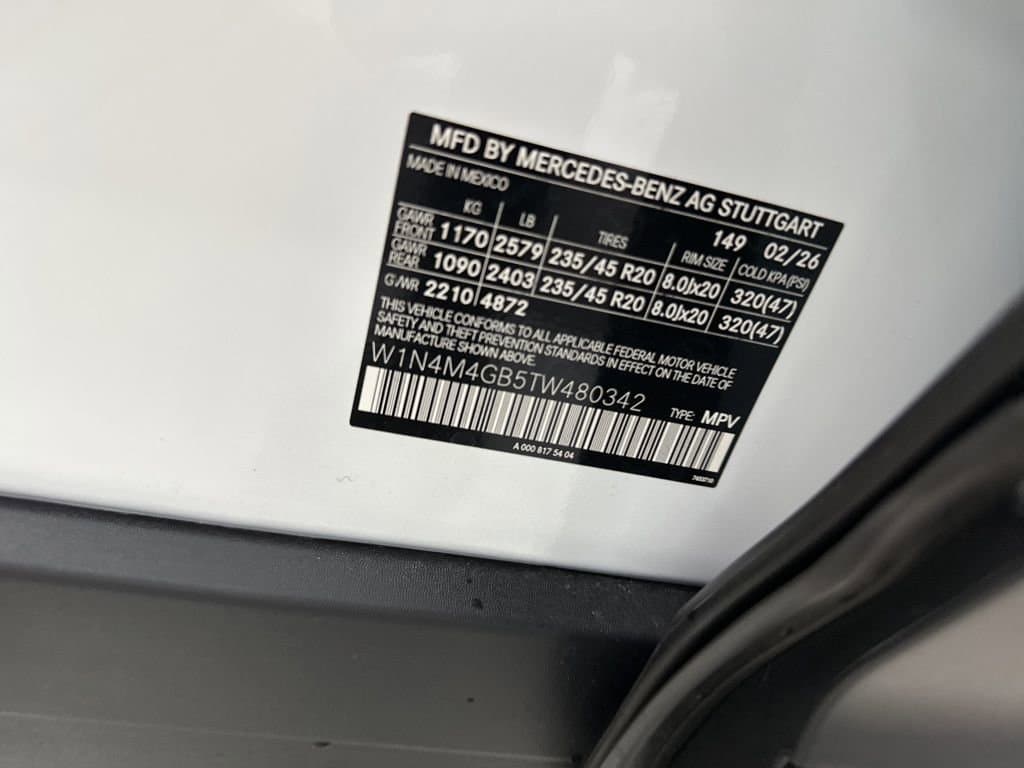 MFD BY MERCEDES-BENZ AG STUTTGART
MADE IN MEXICO 149 02/26
KG LB TIRES RIM SIZE COLD KPA(PSI)
GAWR FRONT 1170 2579 235/45 R20 8.0Jx20 320(47)
GAWR REAR 1090 2403 235/45 R20 8.0Jx20 320(47)
GVWR 2210 4872
THIS VEHICLE CONFORMS TO ALL APPLICABLE FEDERAL MOTOR VEHICLE
SAFETY AND THEFT PREVENTION STANDARDS IN EFFECT ON THE DATE OF
MANUFACTURE SHOWN ABOVE.
W1N4M4GB5TW480342 TYPE: MPV
A 000 817 54 04